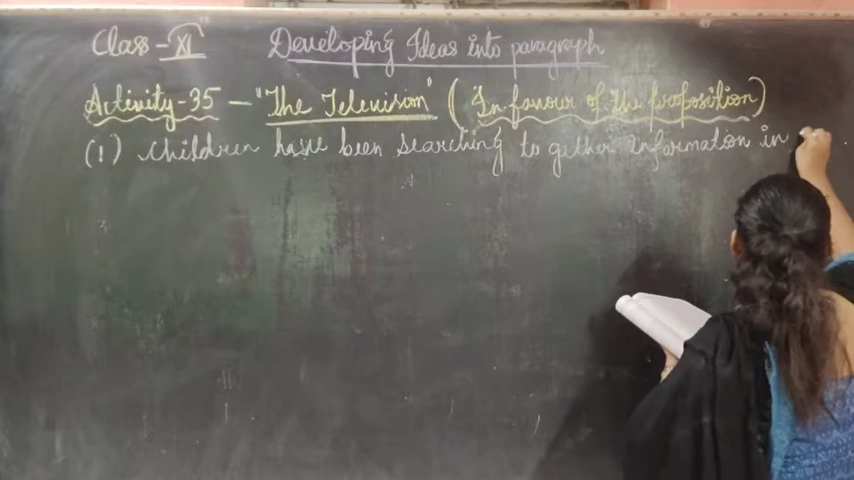 Class - XI Developing Ideas into paragraph
Activity - 35 - "The Television" (In favour of the proposition)
(1) Children have been searching to gether information in